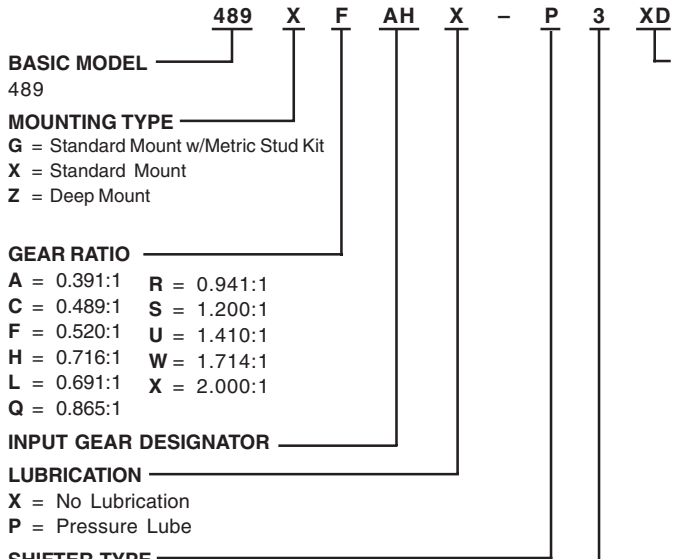 489 X F AH X – P 3 XD
BASIC MODEL
489
MOUNTING TYPE
G = Standard Mount w/Metric Stud Kit
X = Standard Mount
Z = Deep Mount
GEAR RATIO
A = 0.391:1 R = 0.941:1
C = 0.489:1 S = 1.200:1
F = 0.520:1 U = 1.410:1
H = 0.716:1 W = 1.714:1
L = 0.691:1 X = 2.000:1
Q = 0.865:1
INPUT GEAR DESIGNATOR
LUBRICATION
X = No Lubrication
P = Pressure Lube
SHIFTER TYPE